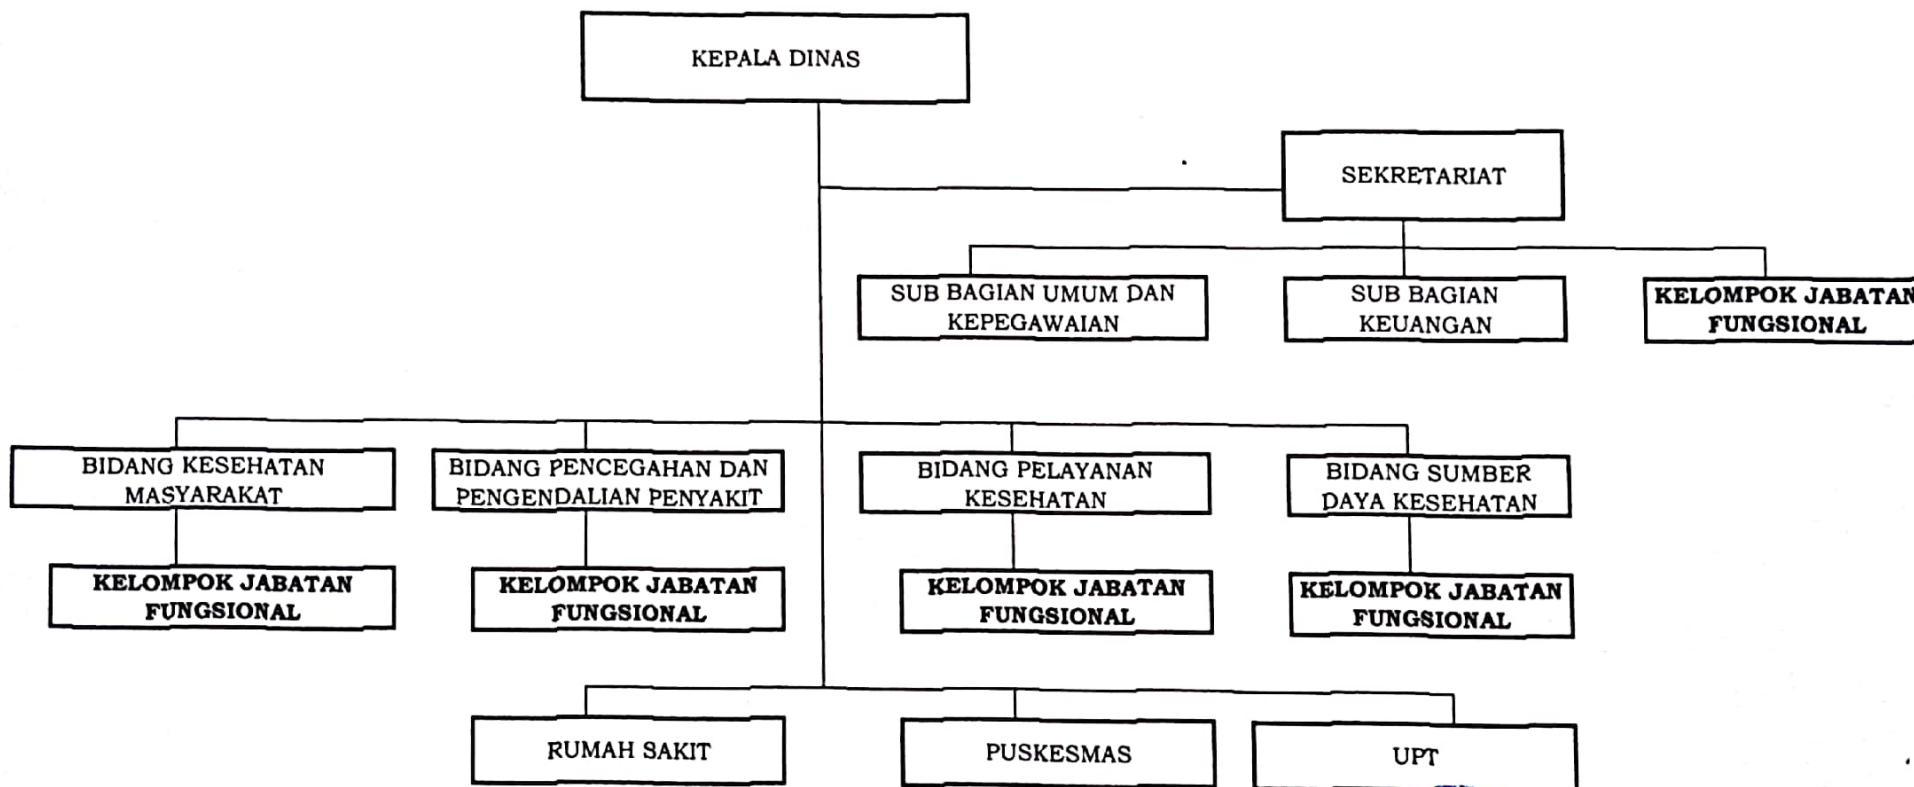 KEPALA DINAS
SEKRETARIAT
SUB BAGIAN UMUM DAN
KEPEGAWAIAN
SUB BAGIAN
KEUANGAN
KELOMPOK JABATAN
FUNGSIONAL
BIDANG KESEHATAN
MASYARAKAT
BIDANG PENCEGAHAN DAN
PENGENDALIAN PENYAKIT
BIDANG PELAYANAN
KESEHATAN
BIDANG SUMBER
DAYA KESEHATAN
KELOMPOK JABATAN
FUNGSIONAL
KELOMPOK JABATAN
FUNGSIONAL
KELOMPOK JABATAN
FUNGSIONAL
KELOMPOK JABATAN
FUNGSIONAL
RUMAH SAKIT
PUSKESMAS
UPT